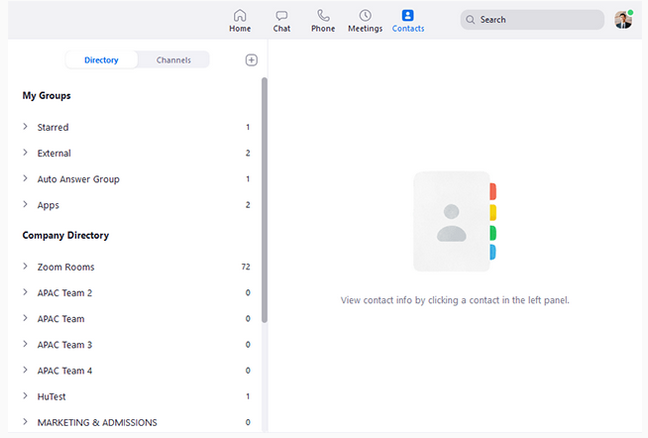 Home Chat Phone Meetings Contacts Search
Directory Channels
My Groups
Starred 1
External 2
Auto Answer Group 1
Apps 2
Company Directory
Zoom Rooms 72
APAC Team 2 0
APAC Team 0
APAC Team 3 0
APAC Team 4 0
HuTest 1
MARKETING & ADMISSIONS 0
View contact info by clicking a contact in the left panel.